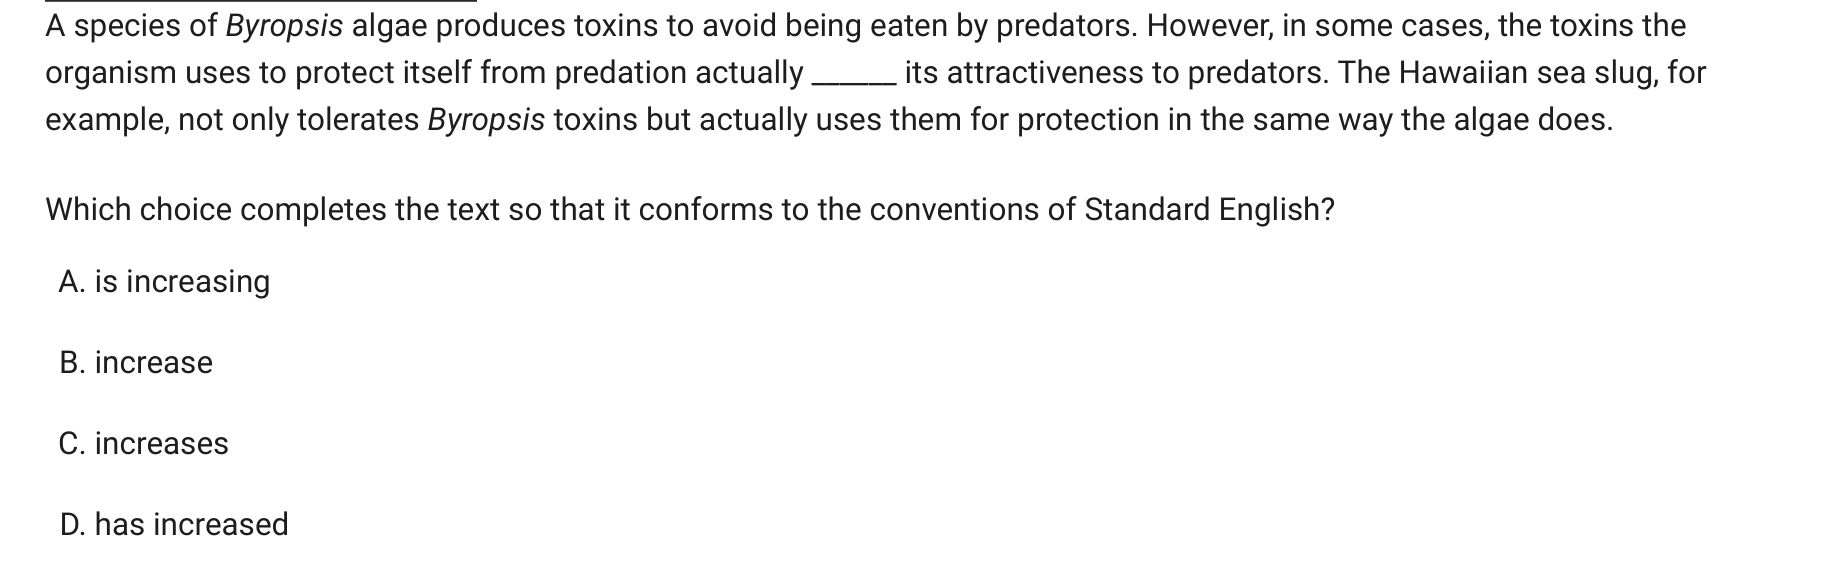 A species of Byropsis algae produces toxins to avoid being eaten by predators. However, in some cases, the toxins the
organism uses to protect itself from predation actually ______ its attractiveness to predators. The Hawaiian sea slug, for
example, not only tolerates Byropsis toxins but actually uses them for protection in the same way the algae does.
Which choice completes the text so that it conforms to the conventions of Standard English?
A. is increasing
B. increase
C. increases
D. has increased